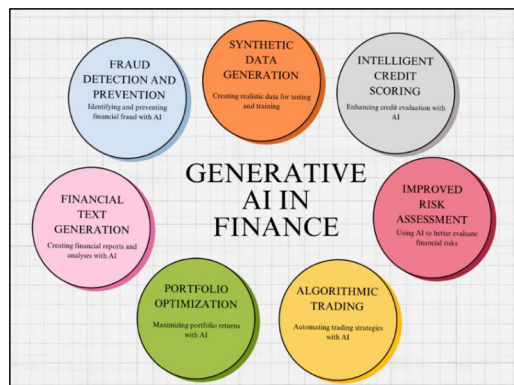 FRAUD
DETECTION AND
PREVENTION
Identifying and preventing
financial fraud with AI
SYNTHETIC
DATA
GENERATION
Creating realistic data for testing
and training
INTELLIGENT
CREDIT
SCORING
Enhancing credit evaluation with
AI
GENERATIVE
AI IN
FINANCE
FINANCIAL
TEXT
GENERATION
Creating financial reports and
analyses with AI
IMPROVED
RISK
ASSESSMENT
Using AI to better evaluate
financial risks
PORTFOLIO
OPTIMIZATION
Maximizing portfolio returns
with AI
ALGORITHMIC
TRADING
Automating trading strategies
with AI